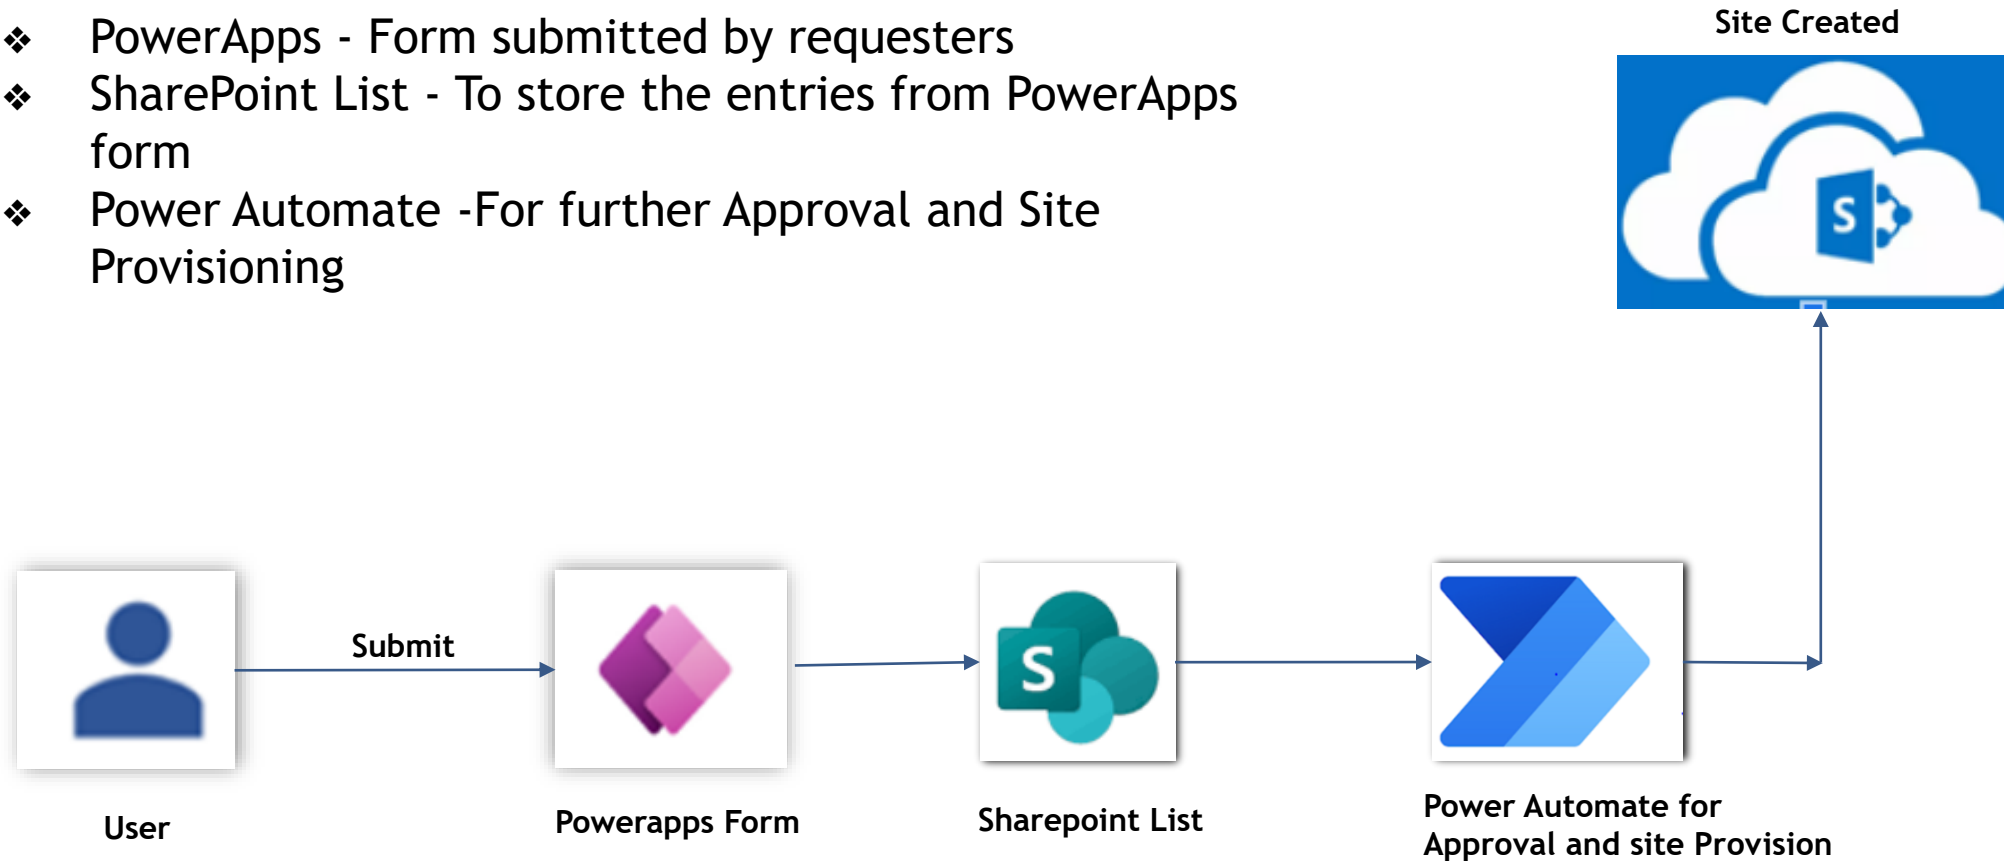 ❖ PowerApps - Form submitted by requesters
❖ SharePoint List - To store the entries from PowerApps
form
❖ Power Automate -For further Approval and Site
Provisioning
Site Created
S
Submit
S
User
Powerapps Form
Sharepoint List
Power Automate for
Approval and site Provision